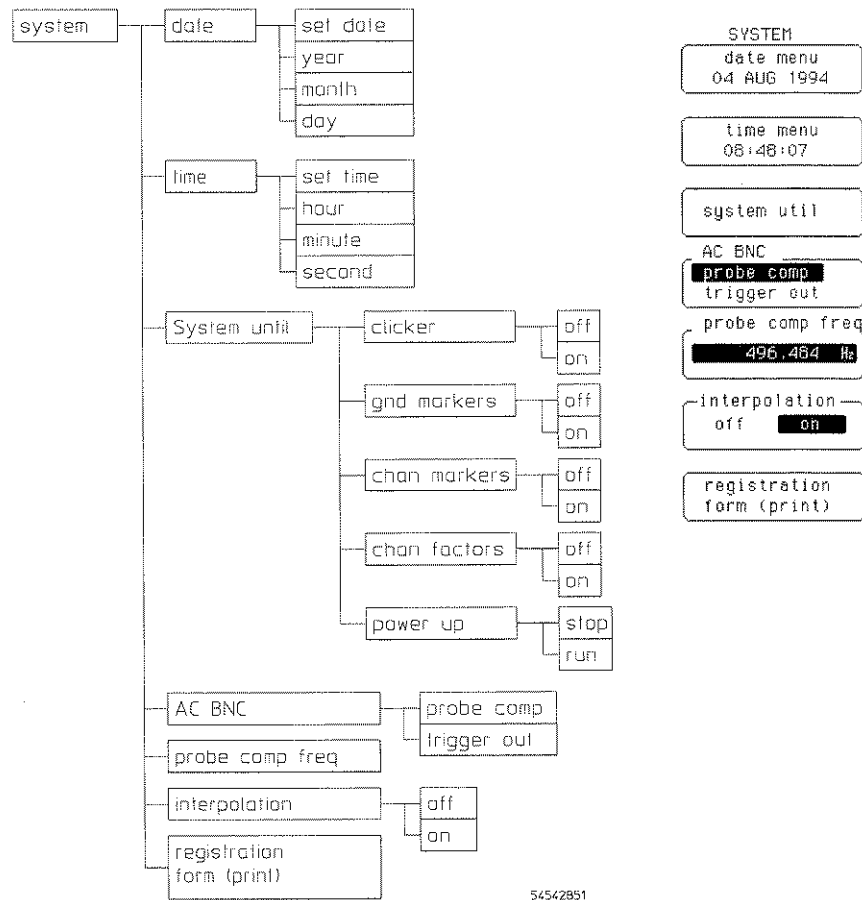 system
date
set date
year
month
day
time
set time
hour
minute
second
System until
clicker
off
on
gnd markers
off
on
chan markers
off
on
chan factors
off
on
power up
stop
run
AC BNC
probe comp
trigger out
probe comp freq
interpolation
off
on
registration
form (print)
SYSTEM
date menu
04 AUG 1994
time menu
08:48:07
system util
AC BNC
probe comp
trigger out
probe comp freq
496.484 Hz
interpolation
off on
registration
form (print)
54542B51